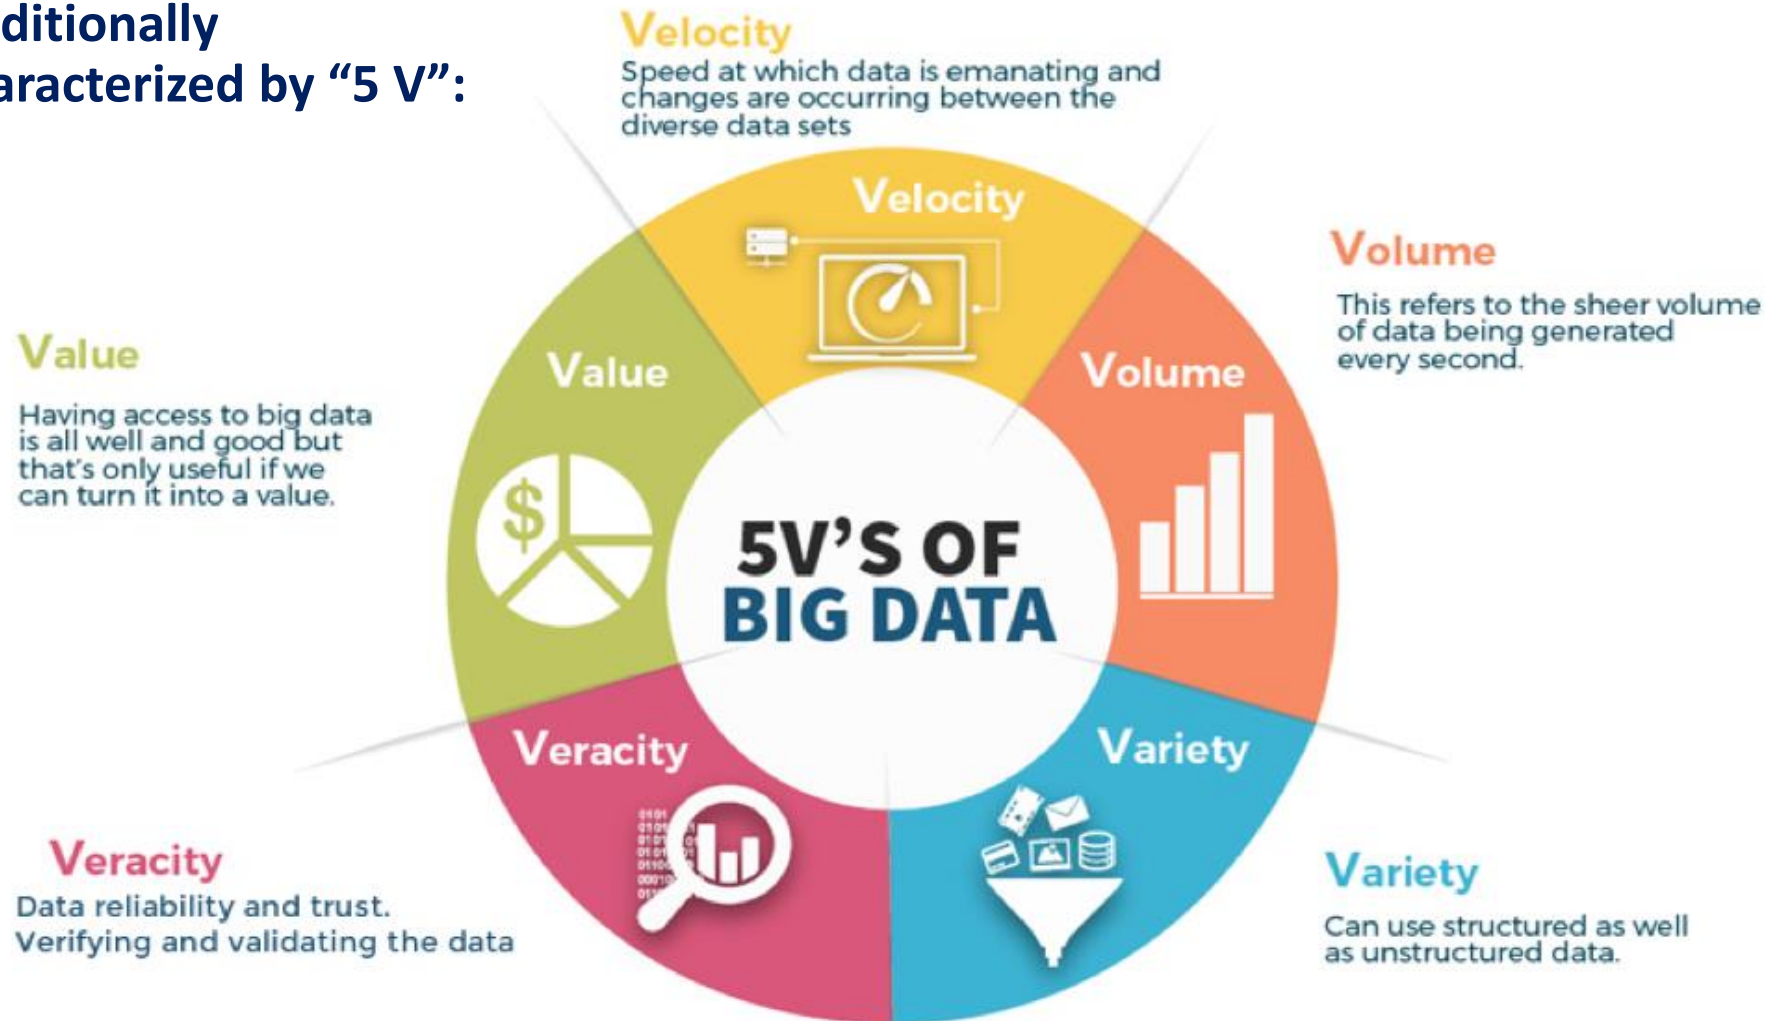 ditionally
aracterized by “5 V”:
Velocity
Speed at which data is emanating and
changes are occurring between the
diverse data sets
Velocity
Volume
This refers to the sheer volume
of data being generated
every second.
Value
Having access to big data
is all well and good but
that's only useful if we
can turn it into a value.
Value
$
Volume
5V’S OF
BIG DATA
Veracity
Variety
Veracity
Data reliability and trust.
Verifying and validating the data
0101
Variety
Can use structured as well
as unstructured data.